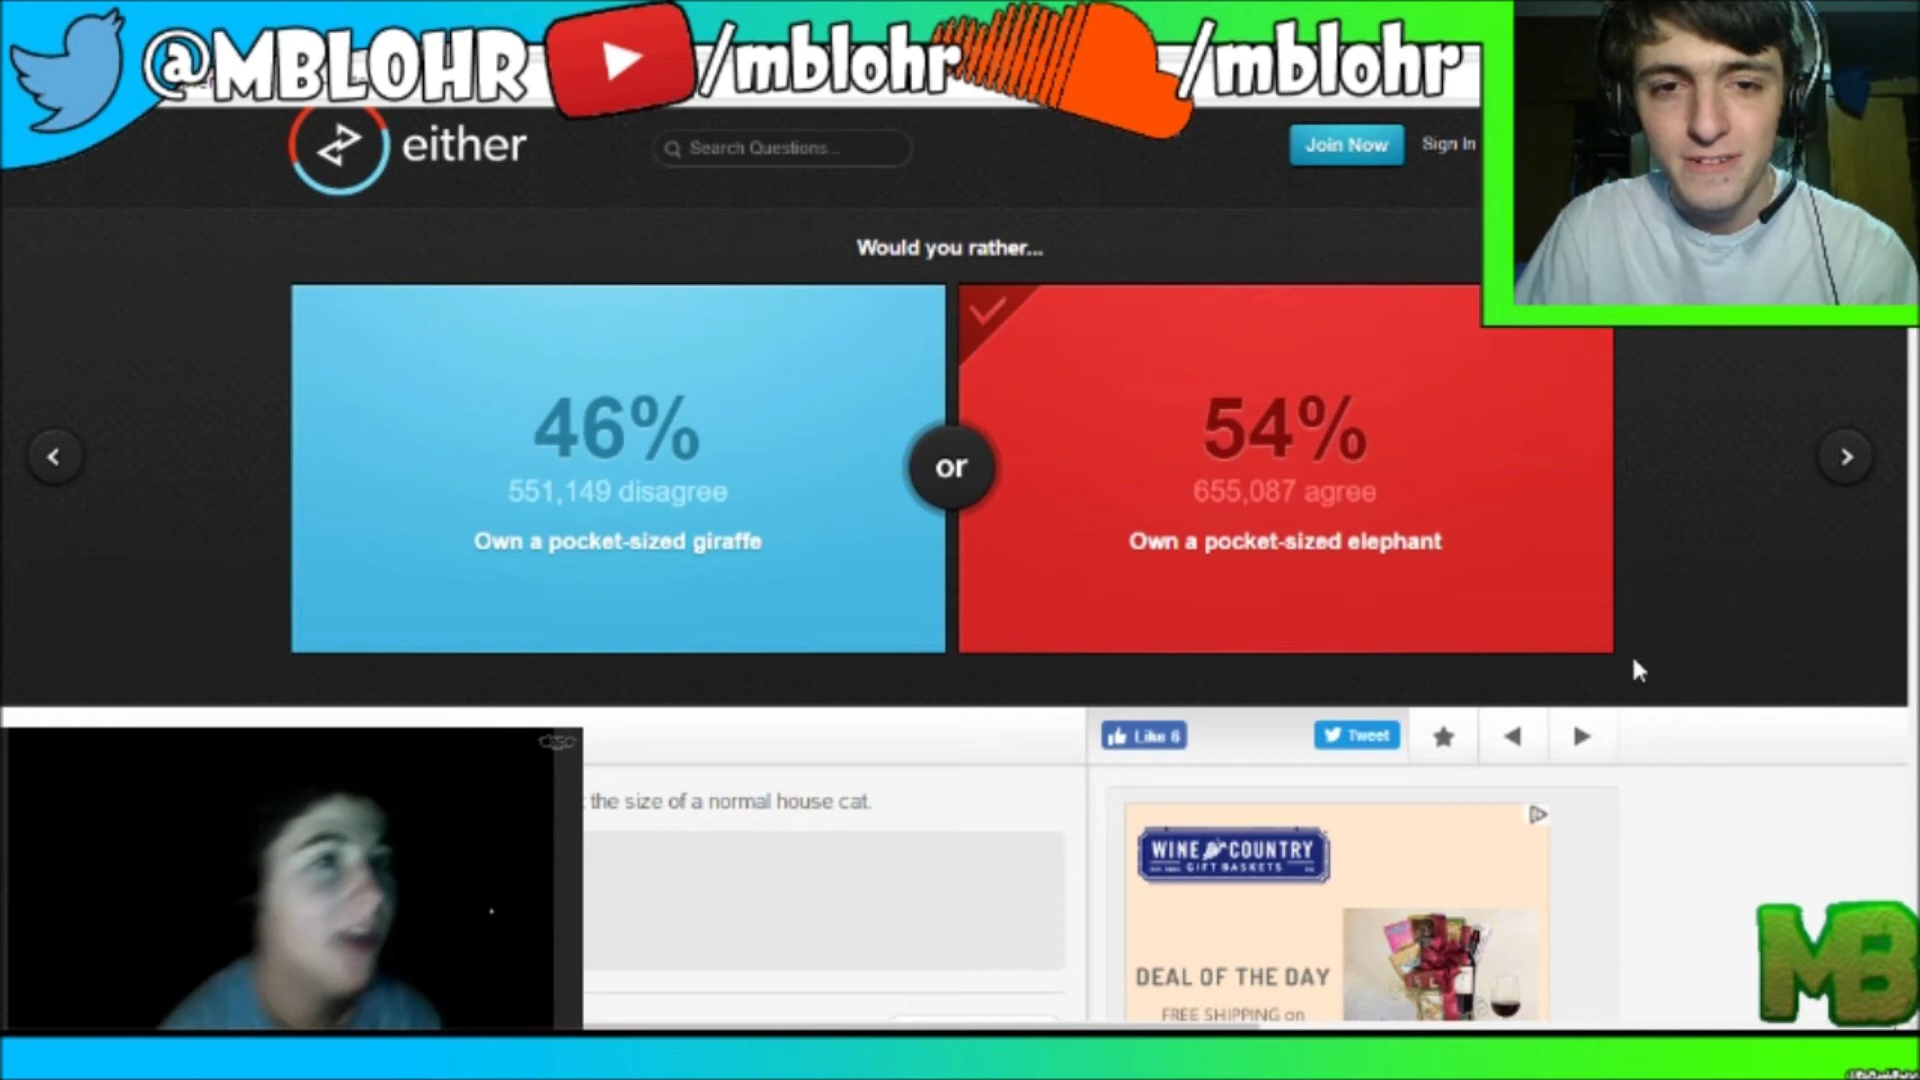 @MBLOHR /mblohr /mblohr
either
Search Questions...
Join Now
Sign In
Would you rather...
46%
551,149 disagree
Own a pocket-sized giraffe
or
54%
655,087 agree
Own a pocket-sized elephant
Like 6
Tweet
the size of a normal house cat.
WINE COUNTRY
GIFT BASKETS
DEAL OF THE DAY
FREE SHIPPING on
MB